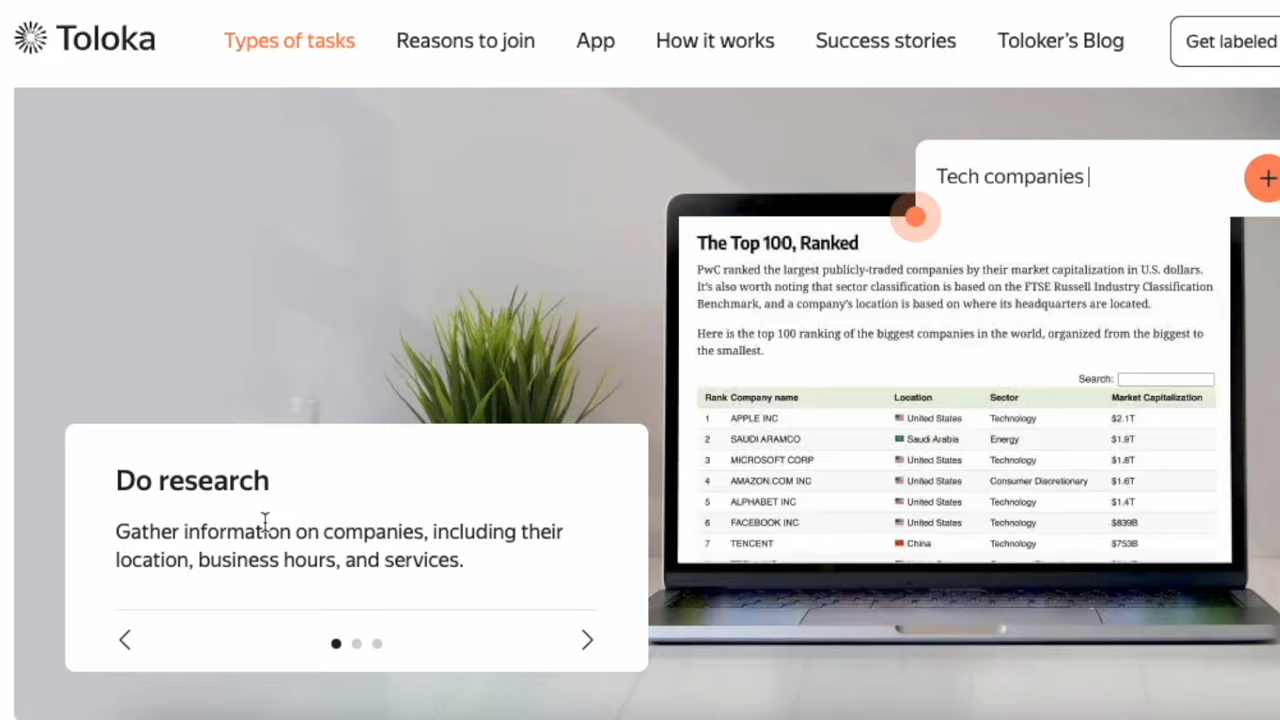 Toloka
Types of tasks
Reasons to join
App
How it works
Success stories
Toloker's Blog
Get labeled
Tech companies
+
The Top 100, Ranked
PwC ranked the largest publicly-traded companies by their market capitalization in U.S. dollars.
It's also worth noting that sector classification is based on the FTSE Russell Industry Classification
Benchmark, and a company's location is based on where its headquarters are located.
Here is the top 100 ranking of the biggest companies in the world, organized from the biggest to
the smallest.
Search:
Rank Company name Location Sector Market Capitalization
1 APPLE INC United States Technology $2.1T
2 SAUDI ARAMCO Saudi Arabia Energy $1.9T
3 MICROSOFT CORP United States Technology $1.8T
4 AMAZON.COM INC United States Consumer Discretionary $1.6T
5 ALPHABET INC United States Technology $1.4T
6 FACEBOOK INC United States Technology $839B
7 TENCENT China Technology $753B
Do research
Gather information on companies, including their
location, business hours, and services.